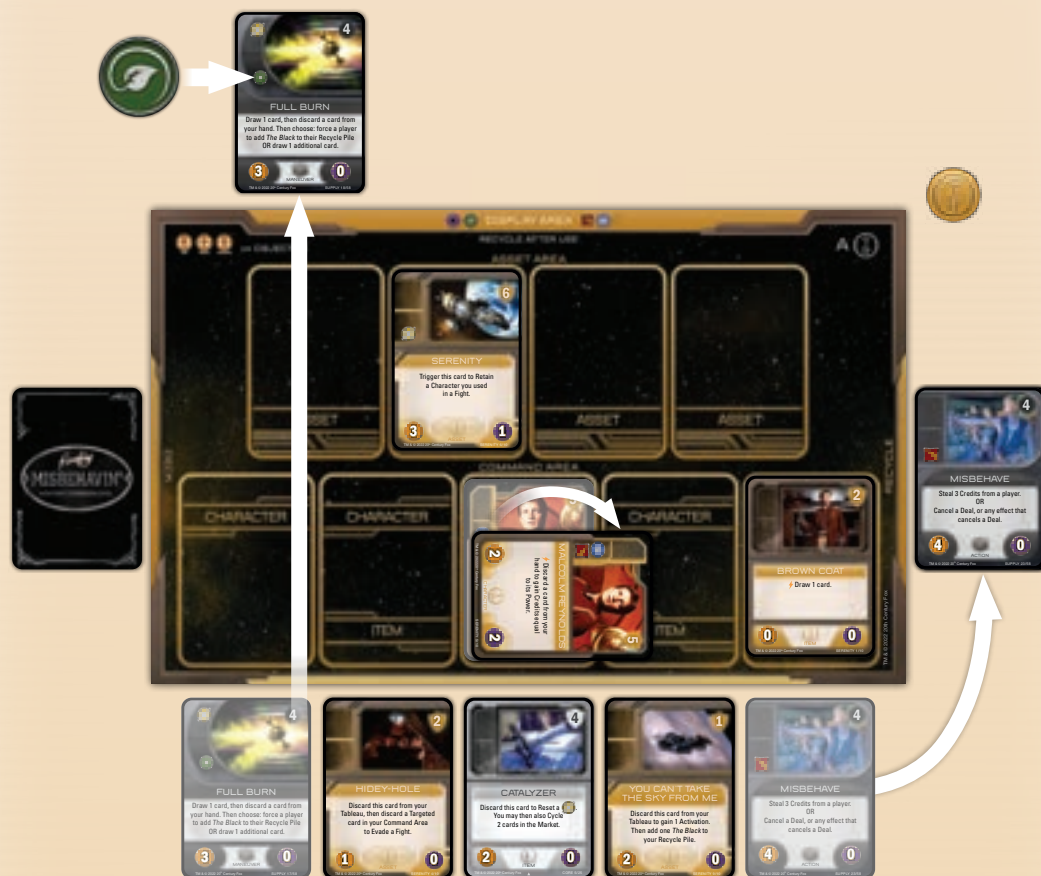 4
FULL BURN
Draw 1 card, then discard a card from
your hand. Then choose: force a player
to add The Black to their Recycle Pile
OR draw 1 additional card.
3
MANEUVER
0
DISPLAY AREA
RECYCLE AFTER USE
ASSET AREA
A
6
SERENITY
Trigger this card to Retain
a Character you used
in a Fight.
3
1
ASSET
ASSET
ASSET
MISBEHAVIN'
COMMAND AREA
RECYCLE
CHARACTER
CHARACTER
CHARACTER
ITEM
ITEM
5
MALCOLM REYNOLDS
Discard a card from your
hand to gain Credits equal
to its Power.
2
2
2
BROWN COAT
Draw 1 card.
0
ITEM
0
TM & © 2022 20th Century Fox
4
MISBEHAVE
Steal 3 Credits from a player.
OR
Cancel a Deal, or any effect that
cancels a Deal.
4
ACTION
0
4
FULL BURN
Draw 1 card, then discard a card from
your hand. Then choose: force a player
to add The Black to their Recycle Pile
OR draw 1 additional card.
3
MANEUVER
0
2
HIDEY-HOLE
Discard this card from your
Tableau, then discard a Targeted
card in your Command Area
to Evade a Fight.
1
0
4
CATALYZER
Discard this card to Reset a
You may then also Cycle
2 cards in the Market.
2
ITEM
0
1
YOU CAN'T TAKE
THE SKY FROM ME
Discard this card from your
Tableau to gain 1 Activation.
Then add one The Black to
your Recycle Pile.
2
0
4
MISBEHAVE
Steal 3 Credits from a player.
OR
Cancel a Deal, or any effect that
cancels a Deal.
4
ACTION
0